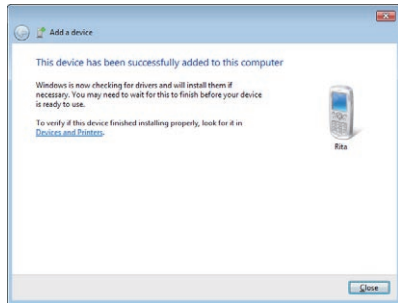 Add a device
This device has been successfully added to this computer
Windows is now checking for drivers and will install them if
necessary. You may need to wait for this to finish before your device
is ready to use.
To verify if this device finished installing properly, look for it in
Devices and Printers.
Rita
Close